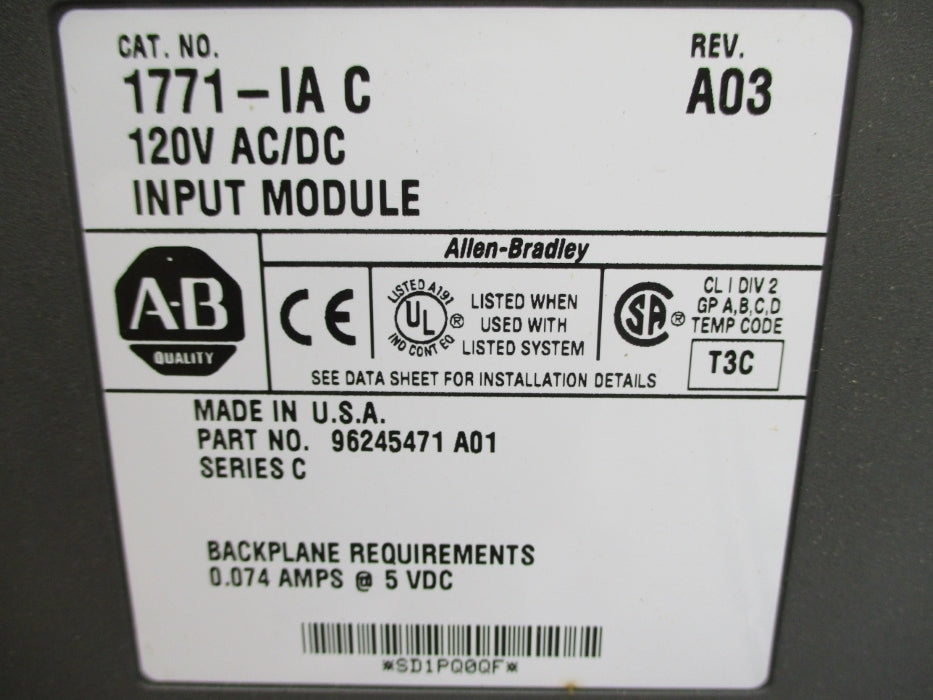 CAT. NO.
REV.
1771-IA C
A03
120V AC/DC
INPUT MODULE
Allen-Bradley
A-B
QUALITY
CE
LISTED A191
UL
®
IND CONT EQ
LISTED WHEN
USED WITH
LISTED SYSTEM
SA
®
CL I DIV 2
GP A,B,C,D
TEMP CODE
T3C
SEE DATA SHEET FOR INSTALLATION DETAILS
MADE IN U.S.A.
PART NO. 96245471 A01
SERIES C
BACKPLANE REQUIREMENTS
0.074 AMPS @ 5 VDC
*SD1PQ0QF*